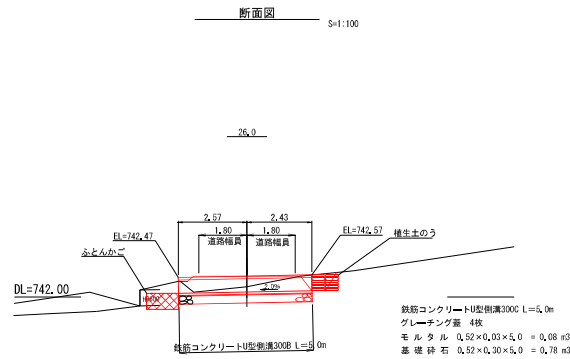 断面図
S=1:100
26.0
2.57 2.43
1.80 1.80
道路幅員 道路幅員
EL=742.47
EL=742.57
植生土のう
ふとんかご
DL=742.00
鉄筋コンクリートU型側溝300B L=5.0m
鉄筋コンクリートU型側溝300C L=5.0m
グレーチング蓋 4枚
モ ル タ ル 0.52×0.03×5.0 = 0.08 m3
基 礎 砕 石 0.52×0.30×5.0 = 0.78 m3